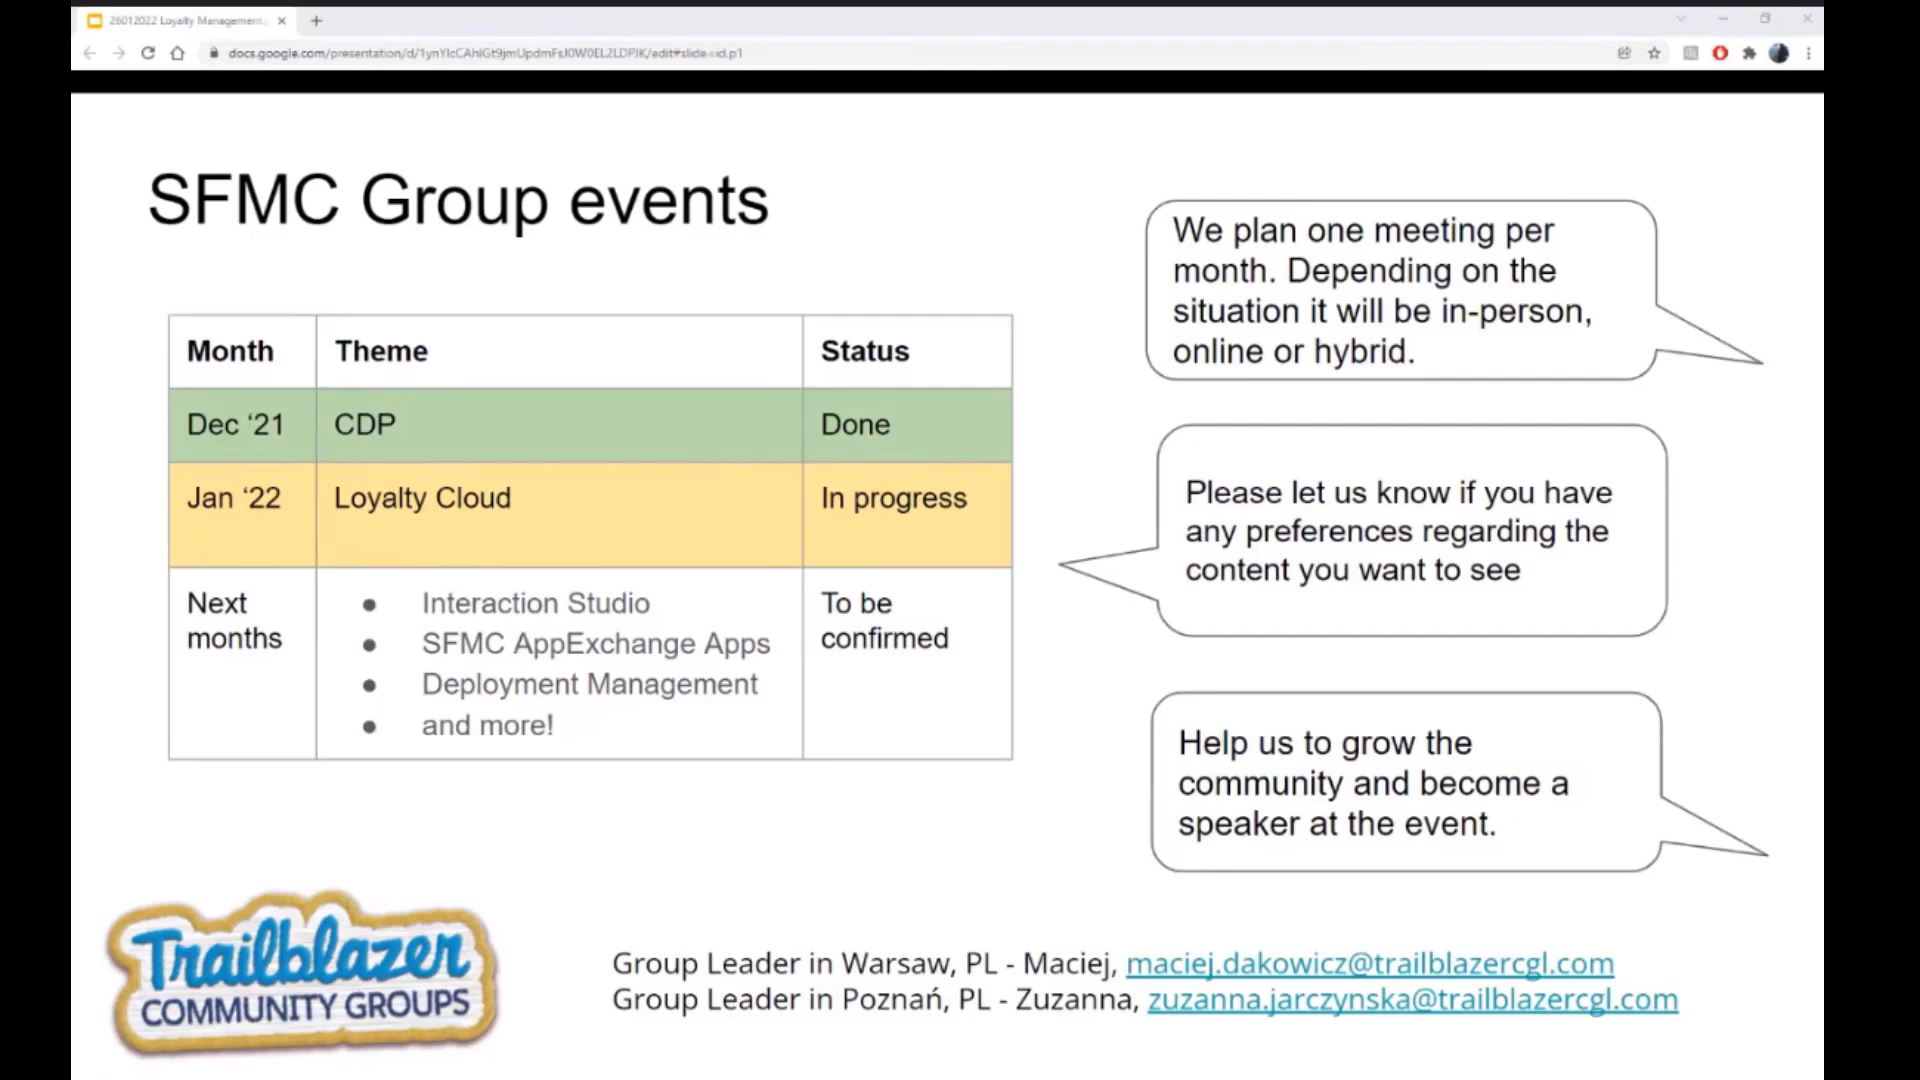 26012022 Loyalty Management
SFMC Group events
Month Theme Status
Dec ‘21 CDP Done
Jan ‘22 Loyalty Cloud In progress
Next months
● Interaction Studio
● SFMC AppExchange Apps
● Deployment Management
● and more!
To be
confirmed
We plan one meeting per
month. Depending on the
situation it will be in-person,
online or hybrid.
Please let us know if you have
any preferences regarding the
content you want to see
Help us to grow the
community and become a
speaker at the event.
Trailblazer
COMMUNITY GROUPS
Group Leader in Warsaw, PL - Maciej, maciej.dakowicz@trailblazercgl.com
Group Leader in Poznań, PL - Zuzanna, zuzanna.jarczynska@trailblazercgl.com